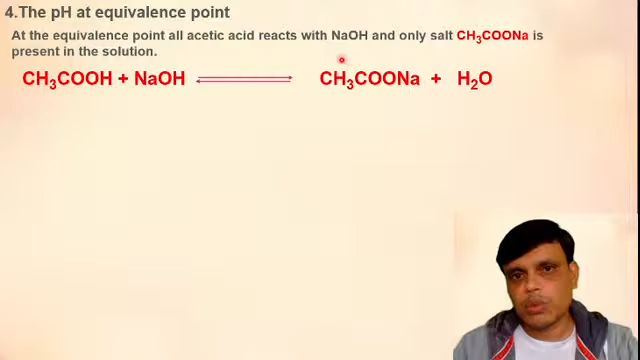 4.The pH at equivalence point
At the equivalence point all acetic acid reacts with NaOH and only salt CH₃COONa is
present in the solution.
CH₃COOH + NaOH ⇌ CH₃COONa + H₂O